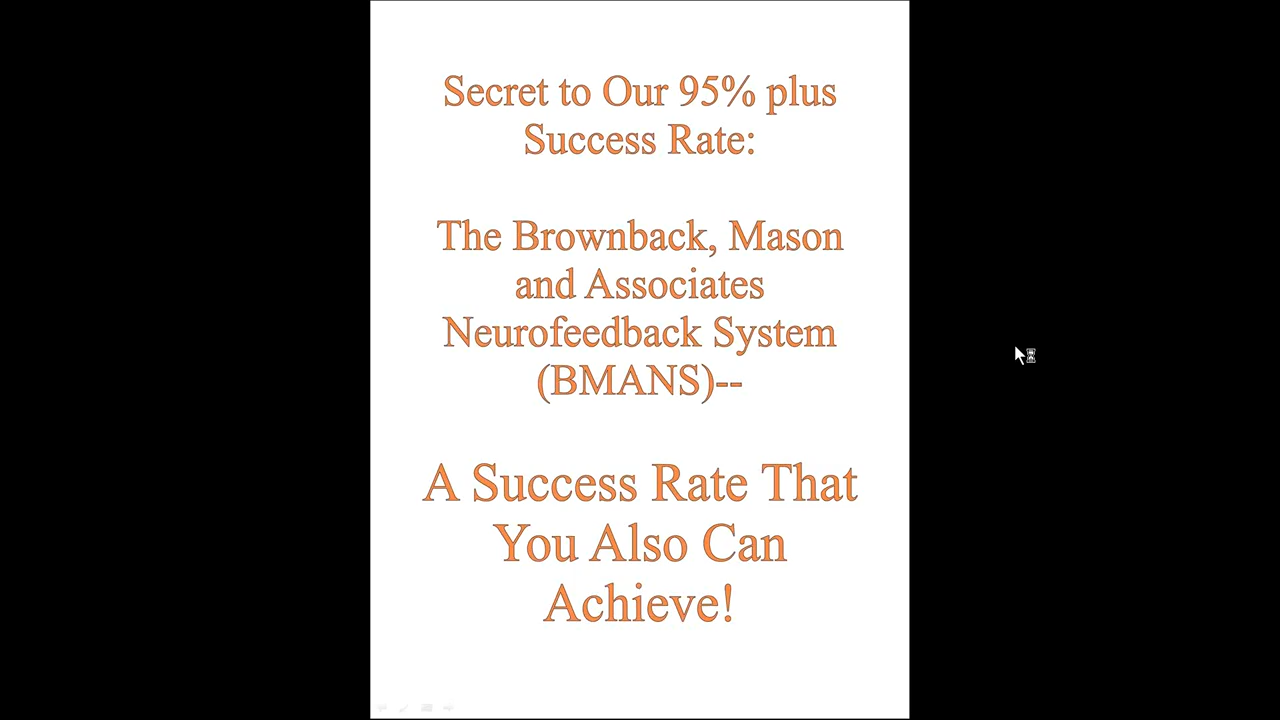 Secret to Our 95% plus
Success Rate:
The Brownback, Mason
and Associates
Neurofeedback System
(BMANS)--
A Success Rate That
You Also Can
Achieve!